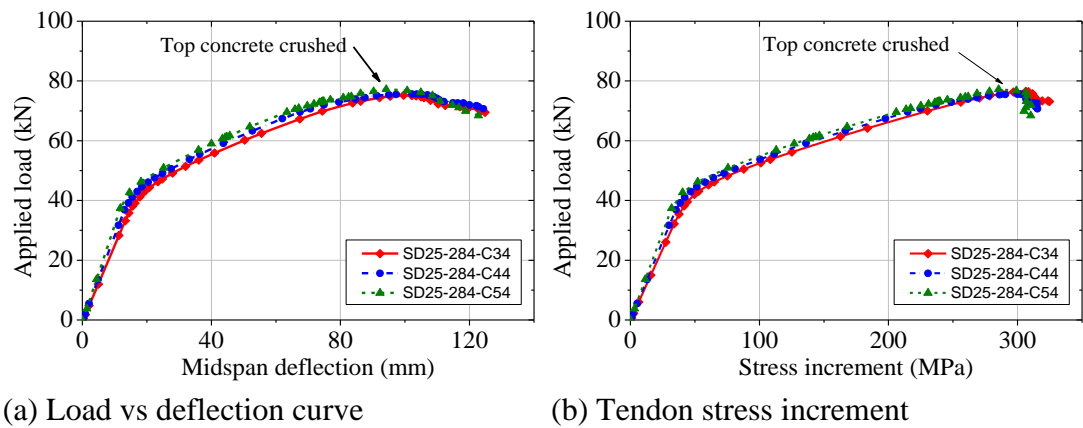 100
80
60
40
20
0
Applied load (kN)
Top concrete crushed
SD25-284-C34
SD25-284-C44
SD25-284-C54
0 40 80 120
Midspan deflection (mm)
(a) Load vs deflection curve
100
80
60
40
20
0
Applied load (kN)
Top concrete crushed
SD25-284-C34
SD25-284-C44
SD25-284-C54
0 100 200 300
Stress increment (MPa)
(b) Tendon stress increment